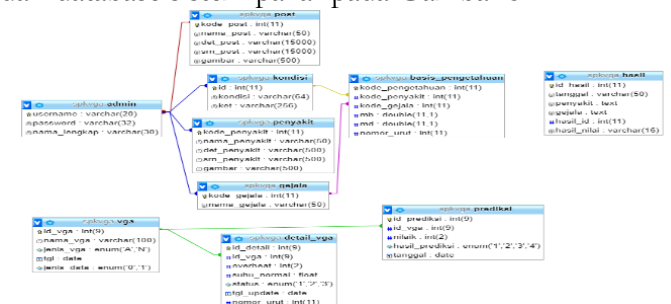 database
pada
spkvga post
kode_post : int(11)
nama_post : varchar(50)
det_post : varchar(15000)
srn_post : varchar(15000)
gambar : varchar(500)
spkvga kondisi
id : int(11)
kondisi : varchar(64)
ket : varchar(256)
spkvga basis_pengetahuan
kode_pengetahuan : int(11)
kode_penyakit : int(11)
kode_gejala : int(11)
mb : double(11,1)
md : double(11,1)
nomor_urut : int(11)
spkvga hasil
id_hasil : int(11)
tanggal : varchar(50)
penyakit : text
gejala : text
hasil_id : int(11)
hasil_nilai : varchar(16)
spkvga admin
username : varchar(20)
password : varchar(32)
nama_lengkap : varchar(30)
spkvga penyakit
kode_penyakit : int(11)
nama_penyakit : varchar(50)
det_penyakit : varchar(500)
srn_penyakit : varchar(500)
gambar : varchar(500)
spkvga gejala
kode_gejala : int(11)
nama_gejala : varchar(50)
spkvga vga
id_vga : int(9)
nama_vga : varchar(100)
jenis_vga : enum('A','N')
tgl : date
jenis_data : enum('0','1')
spkvga detail_vga
id_detail : int(9)
id_vga : int(9)
overheat : int(2)
suhu_normal : float
status : enum('1','2','3')
tgl_update : date
nomor_urut : int(11)
spkvga prediksi
id_prediksi : int(9)
id_vga : int(9)
nilaik : int(2)
hasil_prediksi : enum('1','2','3','4')
tanggal : date